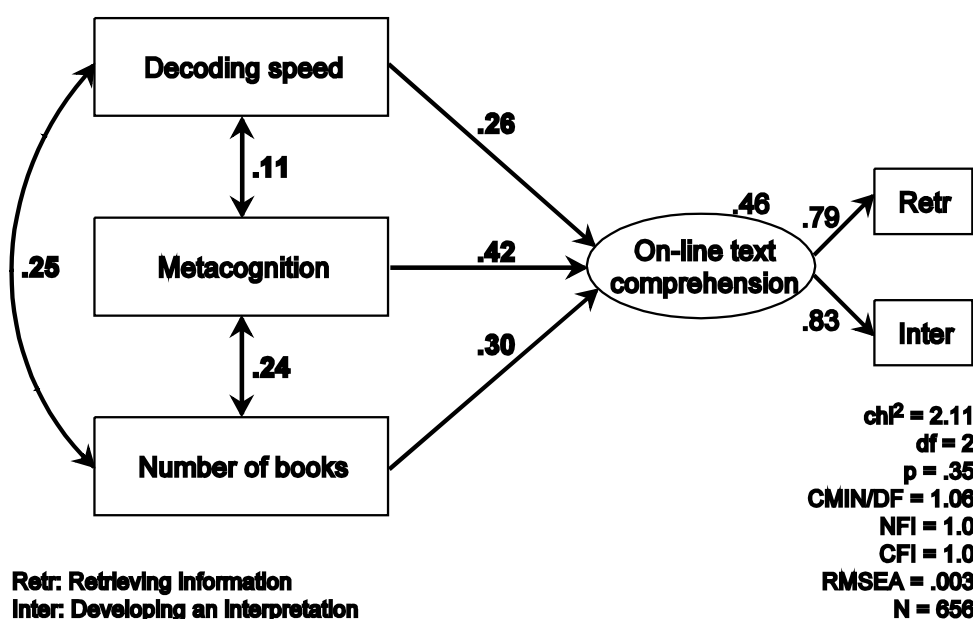 Decoding speed
.26
.11
.46
.79
Retr
.25
Metacognition
.42
On-line text
comprehension
.83
Inter
.24
.30
Number of books
chi² = 2.11
df = 2
p = .35
CMIN/DF = 1.06
NFI = 1.0
CFI = 1.0
RMSEA = .003
N = 656
Retr: Retrieving Information
Inter: Developing an Interpretation